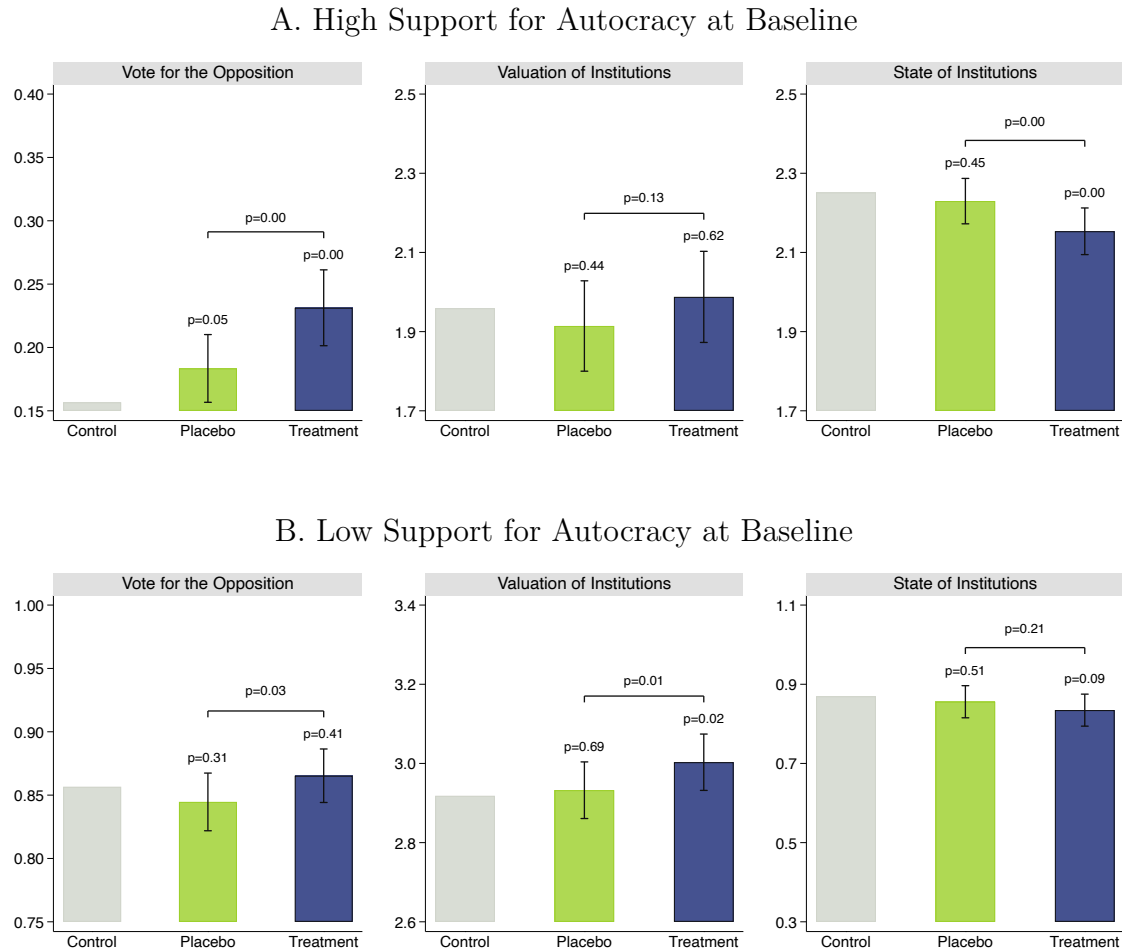 A. High Support for Autocracy at Baseline
Vote for the Opposition
0.40
0.35
0.30
0.25
0.20
0.15
p=0.00
p=0.05
p=0.00
Control Placebo Treatment
Valuation of Institutions
2.5
2.3
2.1
1.9
1.7
p=0.13
p=0.44
p=0.62
Control Placebo Treatment
State of Institutions
2.5
2.3
2.1
1.9
1.7
p=0.00
p=0.45
p=0.00
Control Placebo Treatment
B. Low Support for Autocracy at Baseline
Vote for the Opposition
1.00
0.95
0.90
0.85
0.80
0.75
p=0.03
p=0.31
p=0.41
Control Placebo Treatment
Valuation of Institutions
3.4
3.2
3.0
2.8
2.6
p=0.01
p=0.69
p=0.02
Control Placebo Treatment
State of Institutions
1.1
0.9
0.7
0.5
0.3
p=0.21
p=0.51
p=0.09
Control Placebo Treatment